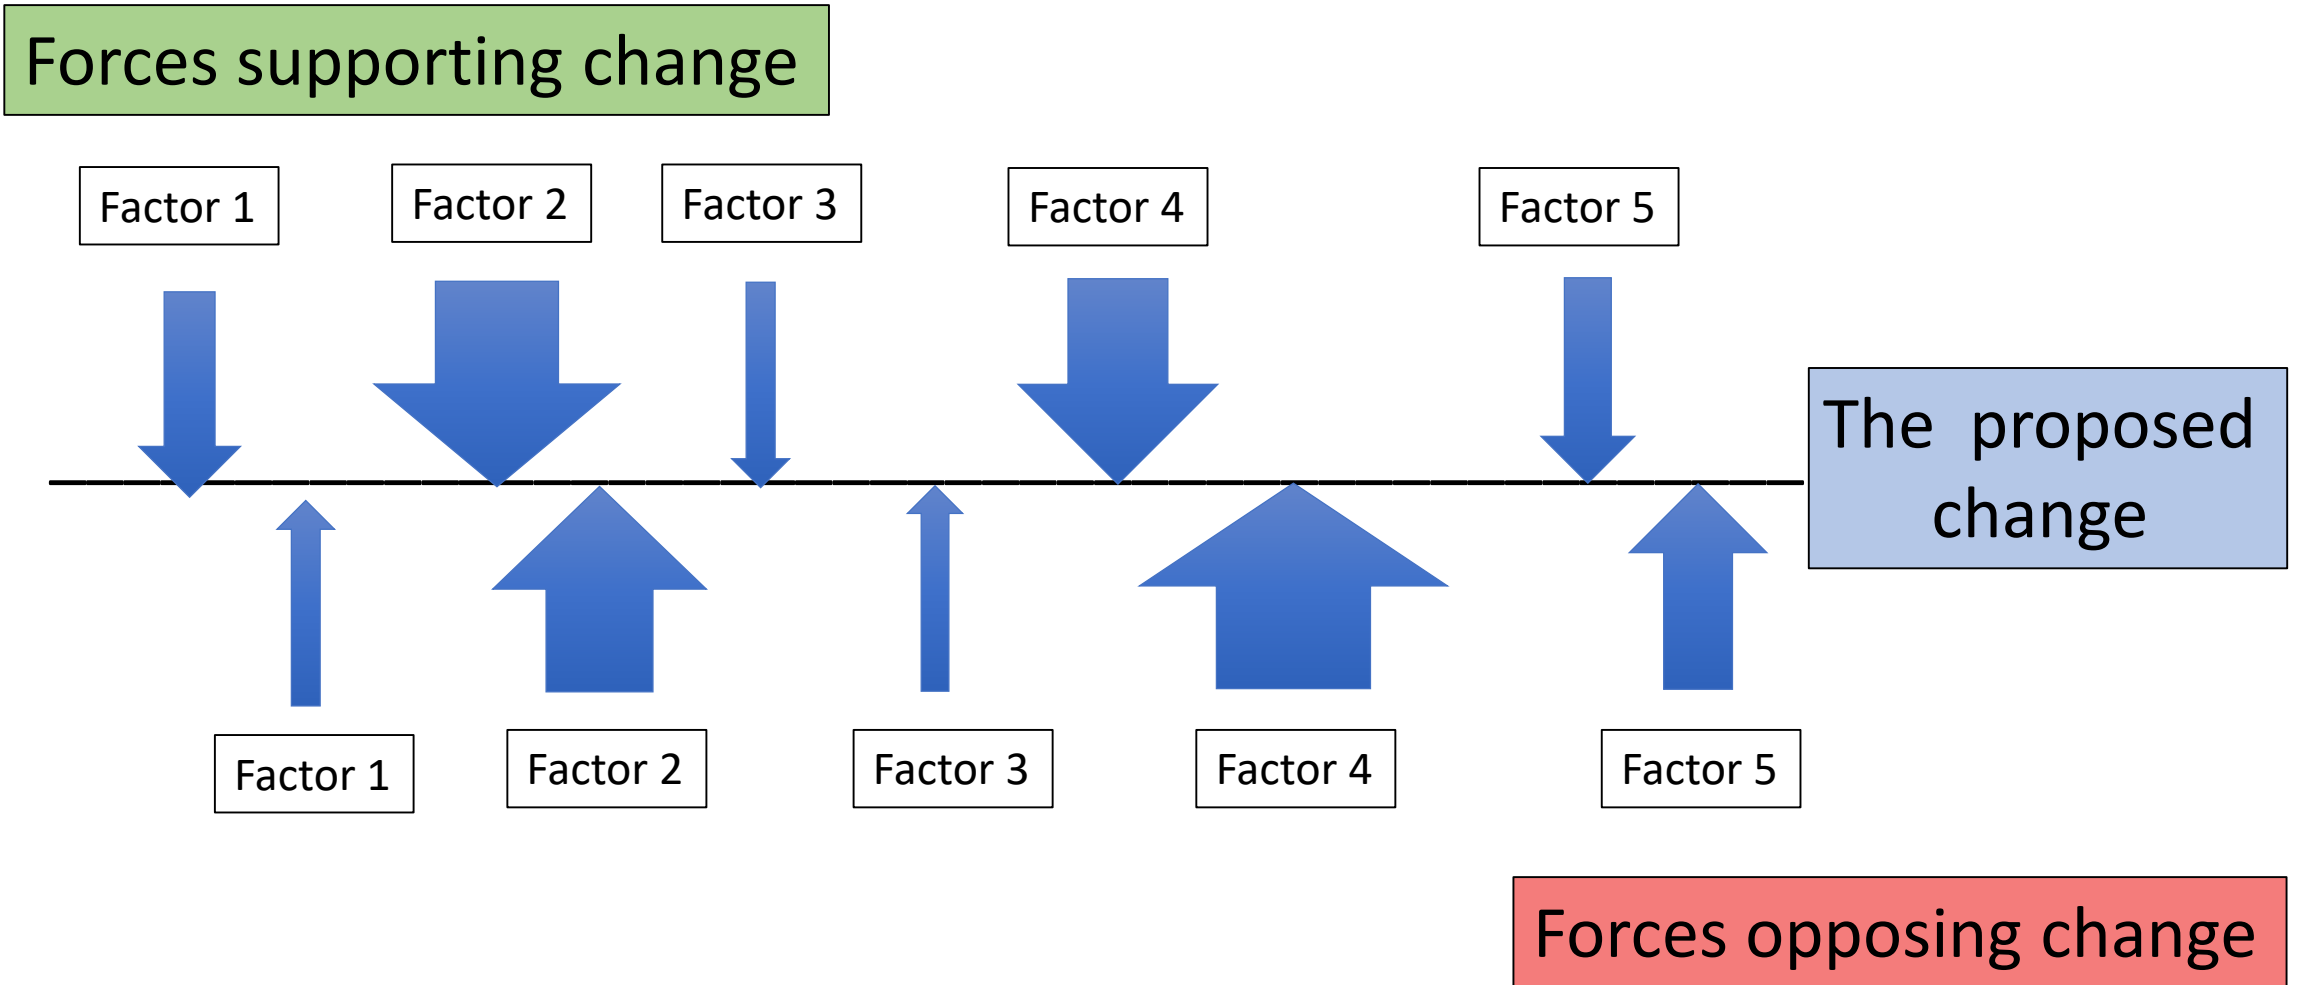 Forces supporting change
Factor 1
Factor 2
Factor 3
Factor 4
Factor 5
The proposed
change
Factor 1
Factor 2
Factor 3
Factor 4
Factor 5
Forces opposing change